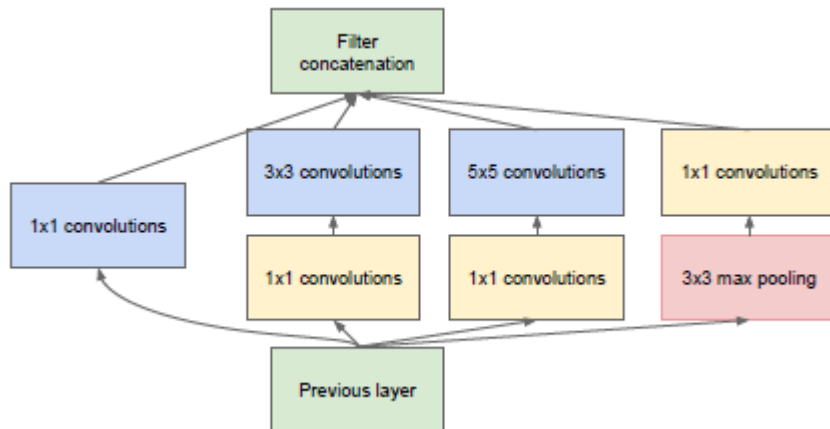 Filter
concatenation
3x3 convolutions
5x5 convolutions
1x1 convolutions
1x1 convolutions
1x1 convolutions
1x1 convolutions
3x3 max pooling
Previous layer